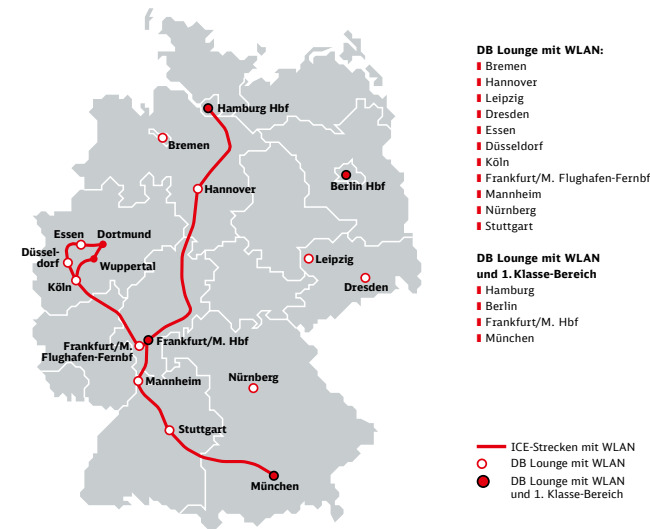 Hamburg Hbf
Bremen
Hannover
Berlin Hbf
Essen
Dortmund
Düssel-
dorf
Wuppertal
Köln
Leipzig
Dresden
Frankfurt/M.
Flughafen-Fernbf
Frankfurt/M. Hbf
Mannheim
Nürnberg
Stuttgart
München
DB Lounge mit WLAN:
Bremen
Hannover
Leipzig
Dresden
Essen
Düsseldorf
Köln
Frankfurt/M. Flughafen-Fernbf
Mannheim
Nürnberg
Stuttgart
DB Lounge mit WLAN
und 1. Klasse-Bereich
Hamburg
Berlin
Frankfurt/M. Hbf
München
ICE-Strecken mit WLAN
DB Lounge mit WLAN
DB Lounge mit WLAN
und 1. Klasse-Bereich